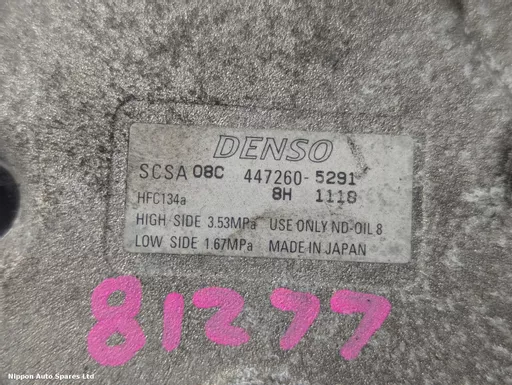 DENSO
SCSA 08C 447260-5291
8H 1118
HFC134a
HIGH SIDE 3.53MPa USE ONLY ND-OIL 8
LOW SIDE 1.67MPa MADE IN JAPAN
81277
Nippon Auto Spares Ltd